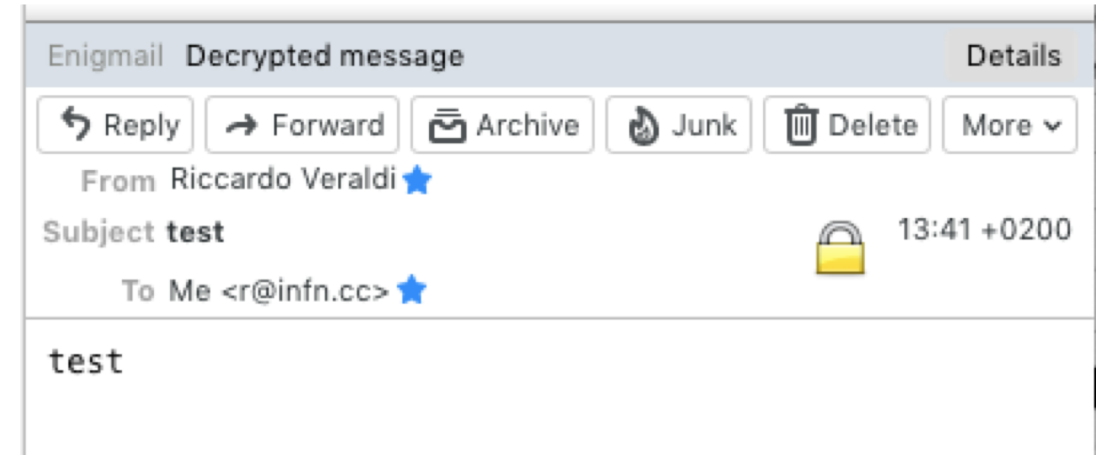 Enigmail Decrypted message Details
Reply Forward Archive Junk Delete More
From Riccardo Veraldi
Subject test 13:41 +0200
To Me <r@infn.cc>
test